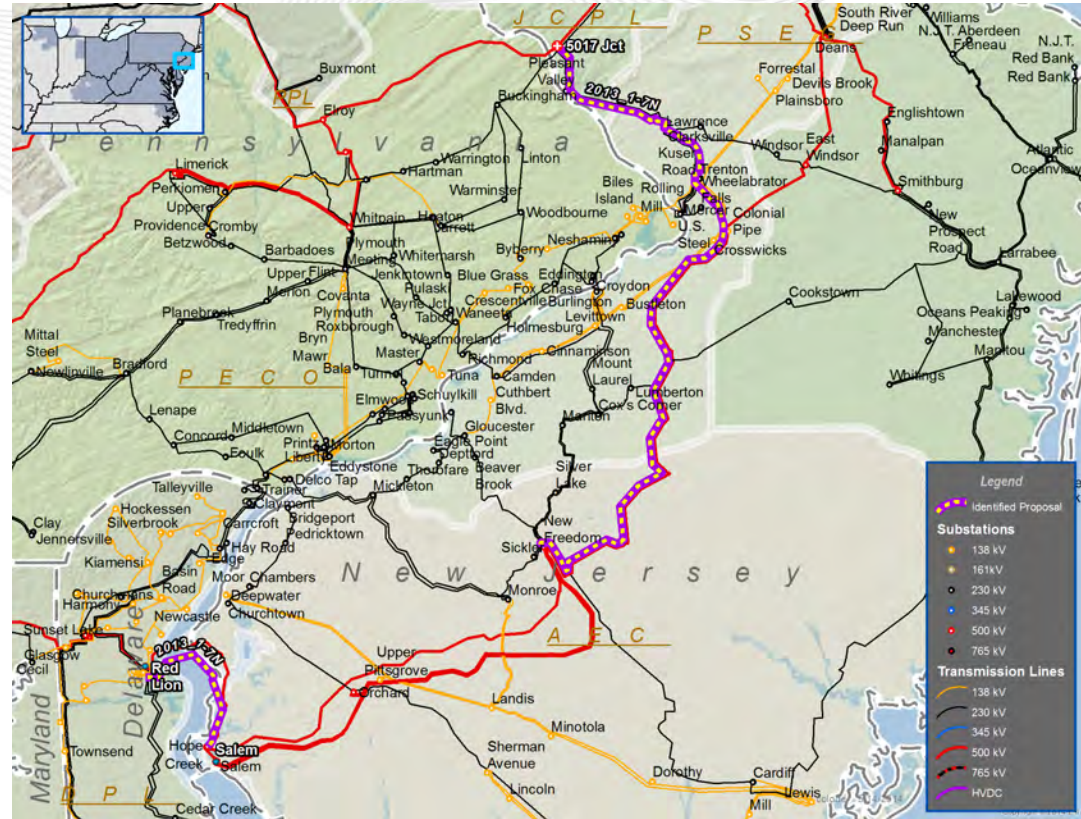 J C P L
P S E G
P P L
P e n n s y l v a n i a
P E C O
5017 Jct
Pleasant
Valley
Buckingham
2013_1-7N
South River
Deep Run
Deans
Williams
N.J.T. Aberdeen
Freneau
N.J.T.
Red Bank
Red Bank
Forrestal
Devils Brook
Plainsboro
Englishtown
Manalpan
Atlantic
Oceanview
Smithburg
East
Windsor
Windsor
Lawrence
Clarksville
Kuser
Road
Trenton
Wheelabrator
Falls
Mercer
U.S.
Steel
Colonial
Pipe
Crosswicks
New
Prospect
Road
Larrabee
Lakewood
Oceans Peaking
Manchester
Manitou
Whitings
Cookstown
Buxmont
Elroy
Limerick
Perkiomen
Upper
Providence
Cromby
Betzwood
Barbadoes
Whitpain
Plymouth
Meeting
Upper
Merion
Flint
Planebrook
Tredyffrin
Linton
Warrington
Hartman
Warminster
Woodbourne
Heaton
Jarrett
Whitemarsh
Jenkintown
Byberry
Neshaminy
Biles
Island
Rolling
Mill
Blue Grass
Fox Chase
Eddington
Croydon
Crescentville
Burlington
Levittown
Bustleton
Pulaski
Wayne Jct
Tabor
Waneeta
Holmesburg
Covanta
Plymouth
Roxborough
Westmoreland
Bryn
Mawr
Bala
Master
Tunn
Tuna
Richmond
Camden
Cinnaminson
Mount
Laurel
Cuthbert
Blvd.
Lumberton
Cox's Corner
Marlton
Mittal
Steel
Newlinville
Bradford
Lenape
Concord
Middletown
Foulk
Elmwood
Schuylkill
Passyunk
Printz
Morton
Liberty
Eddystone
Gloucester
Eagle Point
Deptford
Thorofare
Beaver
Brook
Silver
Lake
Delco Tap
Mickleton
Trainer
Claymont
Bridgeport
Pedricktown
Talleyville
Hockessen
Silverbrook
Carrcroft
Clay
Jennersville
Hay Road
Edge
Kiamensi
Basin
Road
Moor
Chambers
Deepwater
Churchtown
Churchmans
Harmony
Newcastle
Sunset Lake
Glasgow
Cecil
New
Freedom
Sickler
N e w J e r s e y
Monroe
A E C
2013_1-7N
Red
Lion
Delaware
Maryland
Hope
Creek
Salem
Salem
Townsend
D P L
Cedar Creek
Upper
Pittsgrove
Orchard
Landis
Minotola
Sherman
Avenue
Lincoln
Dorothy
Cardiff
Mill
Lewis
Legend
Identified Proposal
Substations
138 kV
161kV
230 kV
345 kV
500 kV
765 kV
Transmission Lines
138 kV
230 kV
345 kV
500 kV
765 kV
HVDC